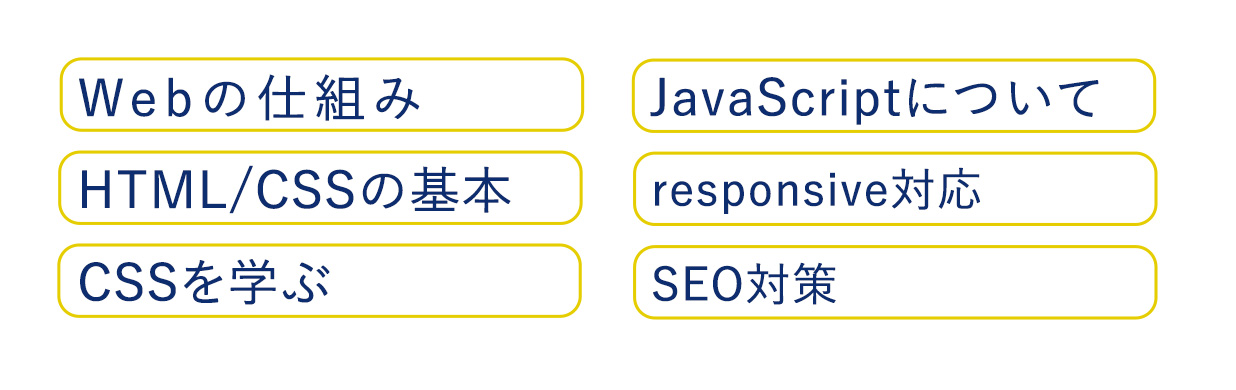 Webの仕組み
HTML/CSSの基本
CSSを学ぶ
JavaScriptについて
responsive対応
SEO対策